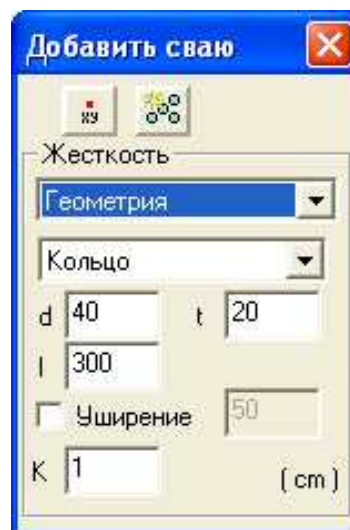 Добавить сваю
xy
Жесткость
Геометрия
Кольцо
d 40 t 20
l 300
Уширение 50
К 1 ( cm )